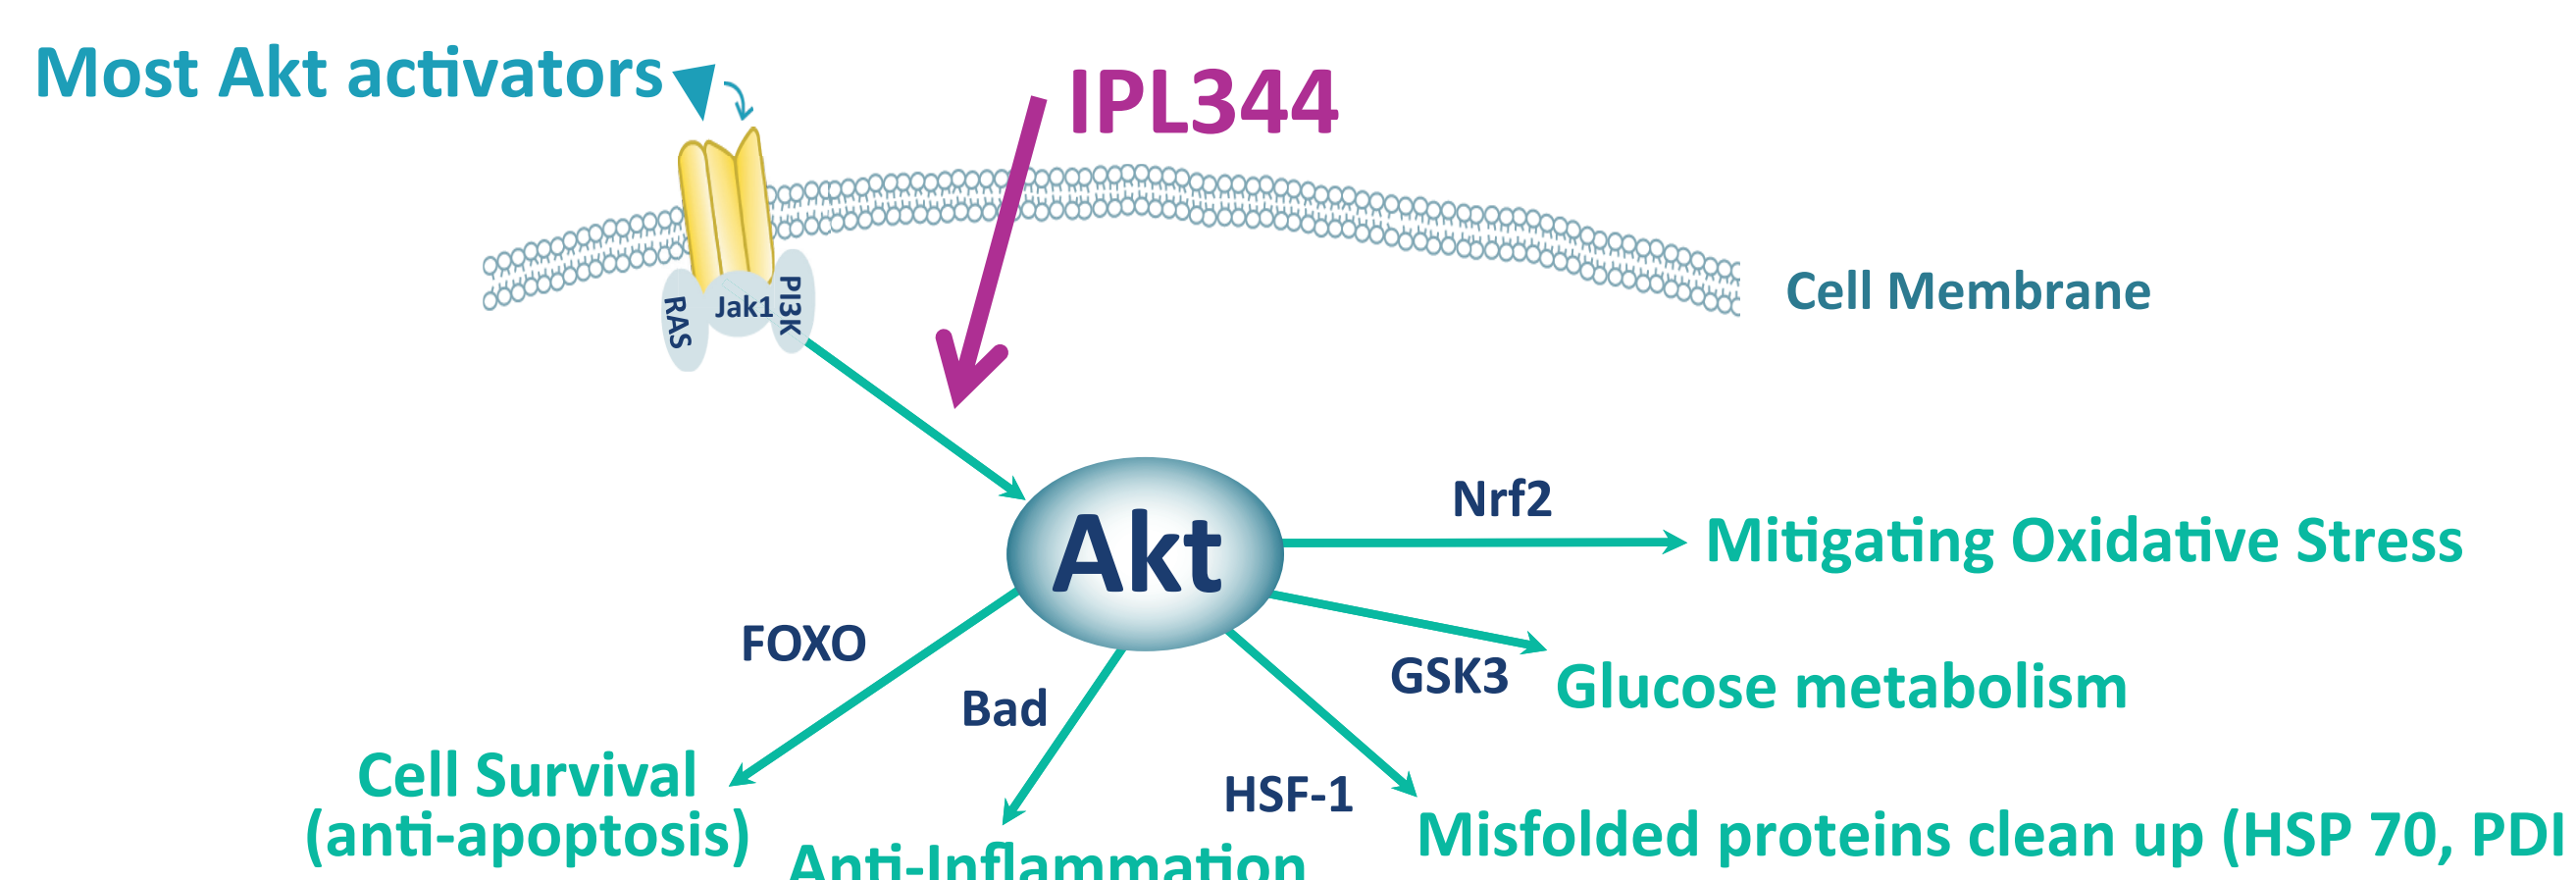 Most Akt activators
IPL344
Cell Membrane
RAS
Jak1
PI3K
Akt
Nrf2
Mitigating Oxidative Stress
FOXO
GSK3
Glucose metabolism
Bad
Cell Survival
(anti-apoptosis)
HSF-1
Misfolded proteins clean up (HSP 70, PDI
Anti-Inflammation